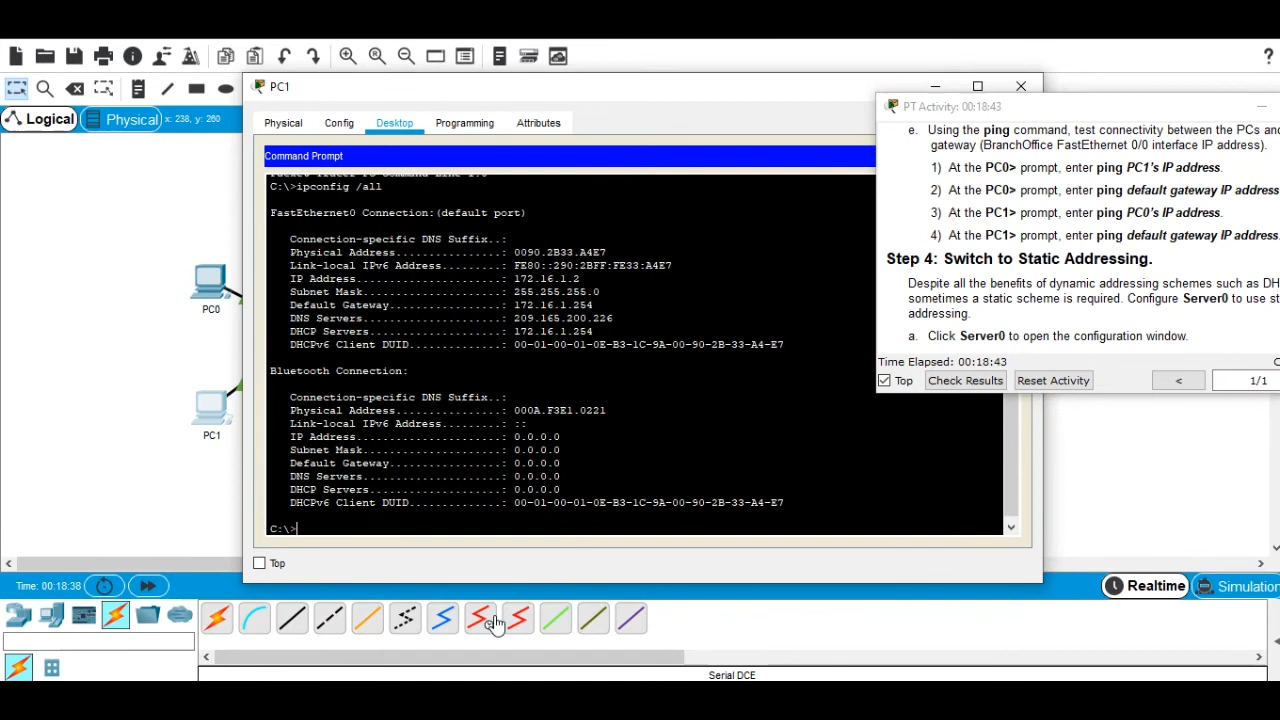 ?
PC1
Logical
Physical
x: 238, y: 260
Physical
Config
Desktop
Programming
Attributes
Command Prompt
C:\>ipconfig /all
FastEthernet0 Connection:(default port)
Connection-specific DNS Suffix..:
Physical Address................: 0090.2B33.A4E7
Link-local IPv6 Address.........: FE80::290:2BFF:FE33:A4E7
IP Address......................: 172.16.1.2
Subnet Mask.....................: 255.255.255.0
Default Gateway.................: 172.16.1.254
DNS Servers.....................: 209.165.200.226
DHCP Servers....................: 172.16.1.254
DHCPv6 Client DUID..............: 00-01-00-01-0E-B3-1C-9A-00-90-2B-33-A4-E7
Bluetooth Connection:
Connection-specific DNS Suffix..:
Physical Address................: 000A.F3E1.0221
Link-local IPv6 Address.........: ::
IP Address......................: 0.0.0.0
Subnet Mask.....................: 0.0.0.0
Default Gateway.................: 0.0.0.0
DNS Servers.....................: 0.0.0.0
DHCP Servers....................: 0.0.0.0
DHCPv6 Client DUID..............: 00-01-00-01-0E-B3-1C-9A-00-90-2B-33-A4-E7
C:\>
Top
PC0
PC1
PT Activity: 00:18:43
e. Using the ping command, test connectivity between the PCs and
gateway (BranchOffice FastEthernet 0/0 interface IP address).
1) At the PC0> prompt, enter ping PC1's IP address.
2) At the PC0> prompt, enter ping default gateway IP address
3) At the PC1> prompt, enter ping PC0's IP address.
4) At the PC1> prompt, enter ping default gateway IP address.
Step 4: Switch to Static Addressing.
Despite all the benefits of dynamic addressing schemes such as DH
sometimes a static scheme is required. Configure Server0 to use st
addressing.
a. Click Server0 to open the configuration window.
Time Elapsed: 00:18:43
Top
Check Results
Reset Activity
<
1/1
Time: 00:18:38
Realtime
Simulation
Serial DCE